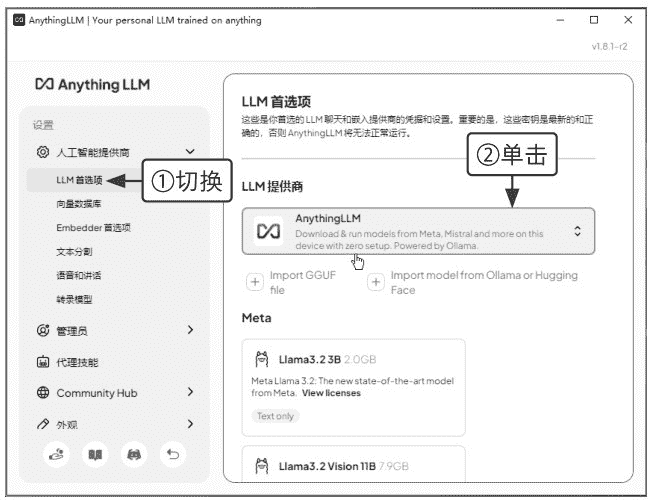 AnythingLLM | Your personal LLM trained on anything
v1.8.1-r2
Anything LLM
设置
人工智能提供商
LLM 首选项
向量数据库
Embedder 首选项
文本分割
语音和讲话
转录模型
管理员
代理技能
Community Hub
外观
①切换
LLM 首选项
这些是你首选的 LLM 聊天和嵌入提供商的凭据和设置。重要的是，这些密钥是最新的和正
确的，否则 AnythingLLM 将无法正常运行。
②单击
LLM 提供商
AnythingLLM
Download & run models from Meta, Mistral and more on this
device with zero setup. Powered by Ollama.
Import GGUF
file
Import model from Ollama or Hugging
Face
Meta
Llama3.2 3B 2.0GB
Meta Llama 3.2: The new state-of-the-art model
from Meta. View licenses
Text only
Llama3.2 Vision 11B 7.9GB